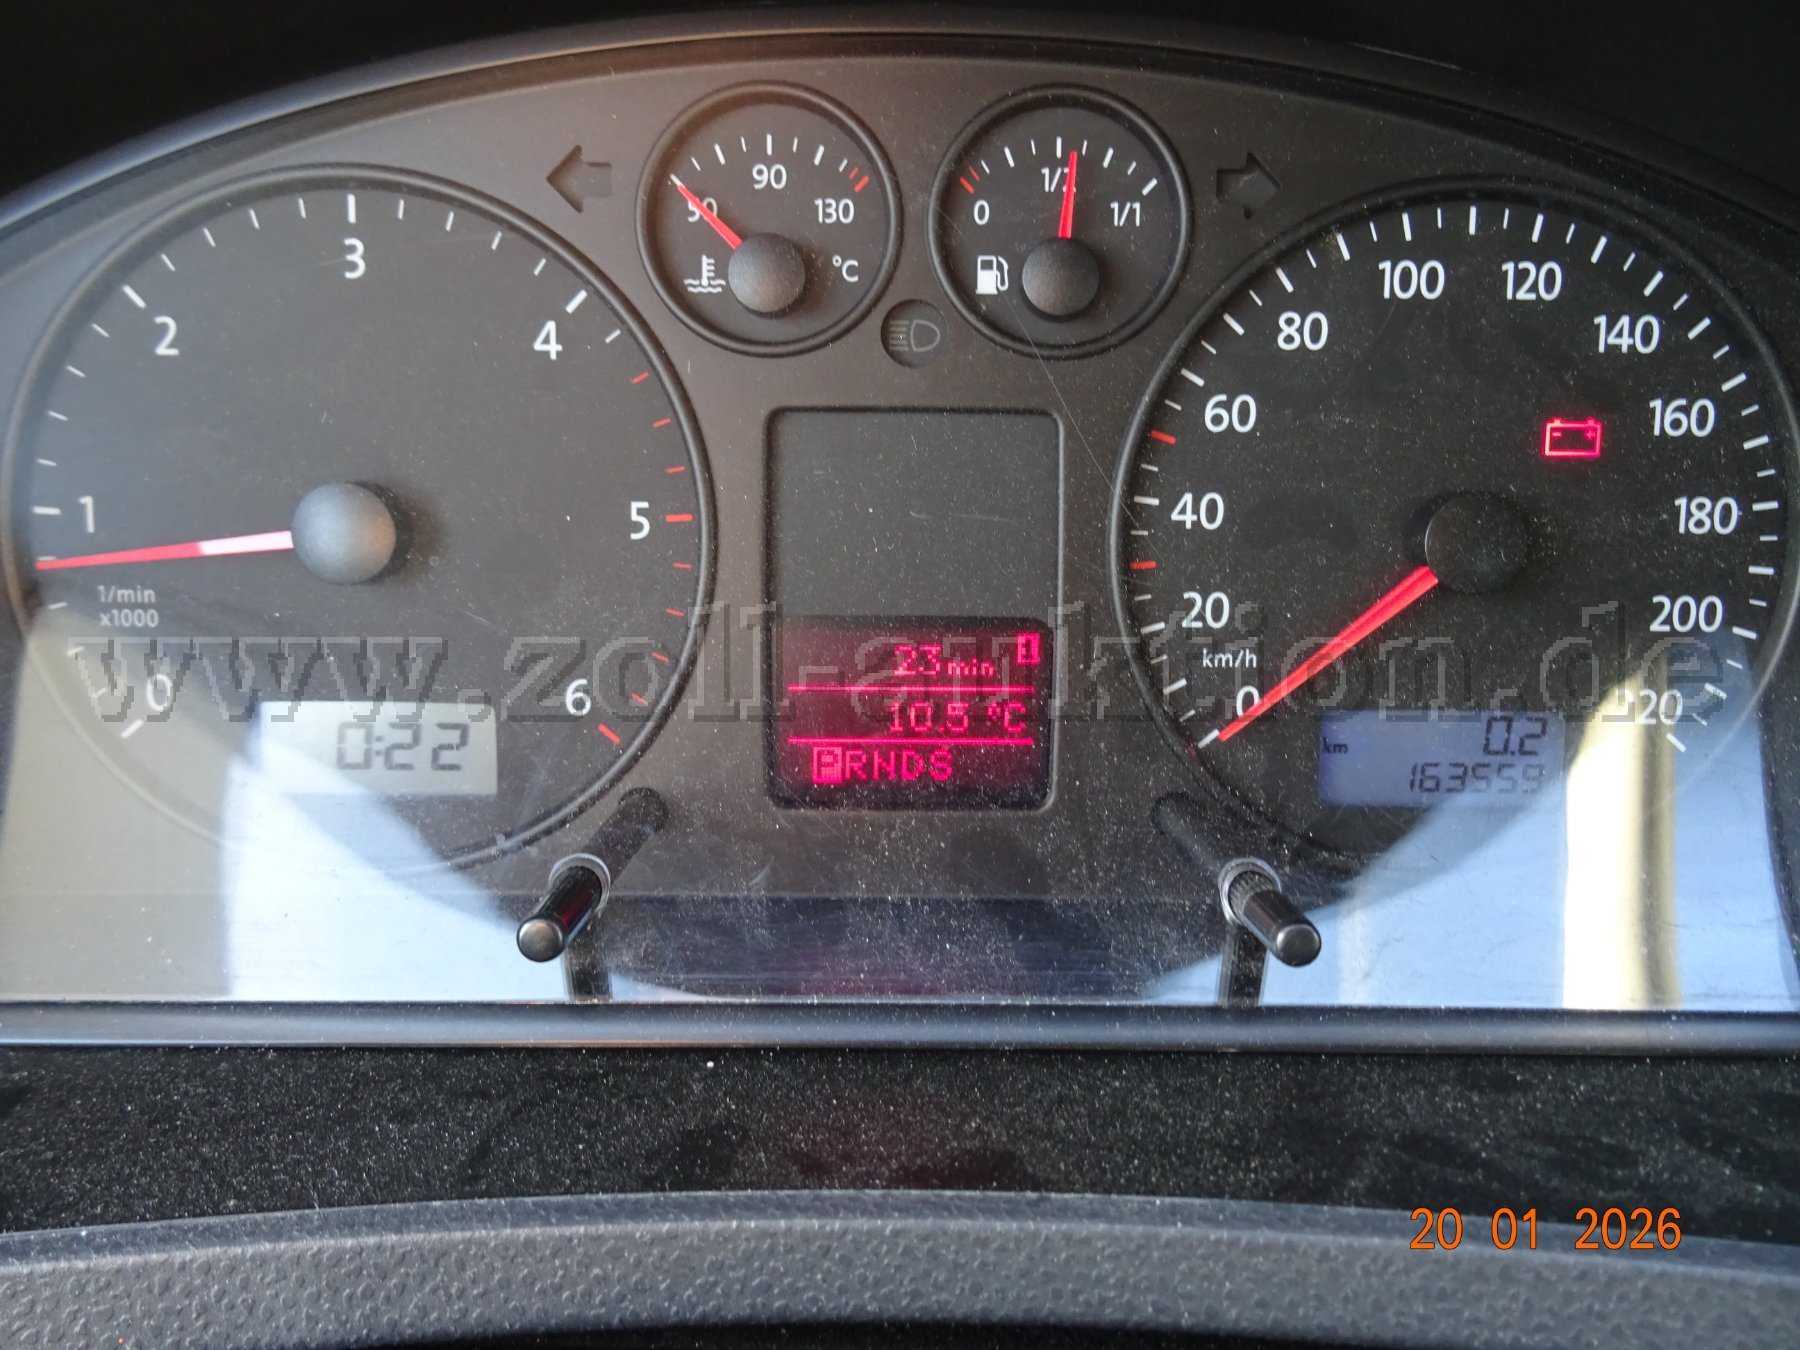 90
50
130
°C
1/2
0
1/1
3
2
4
1
5
1/min
x1000
0
6
0:22
100
120
80
140
60
160
40
180
20
200
km/h
0
220
23 min 1
10.5 °C
PRNDS
km
0.2
163559
www.zoll-auktion.de
20 01 2026